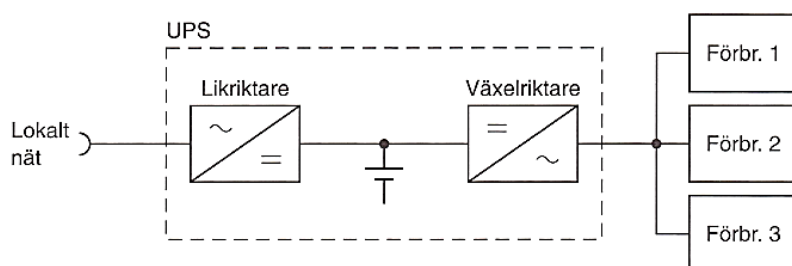 UPS
Likriktare
Växelriktare
Lokalt
nät
Förbr. 1
Förbr. 2
Förbr. 3